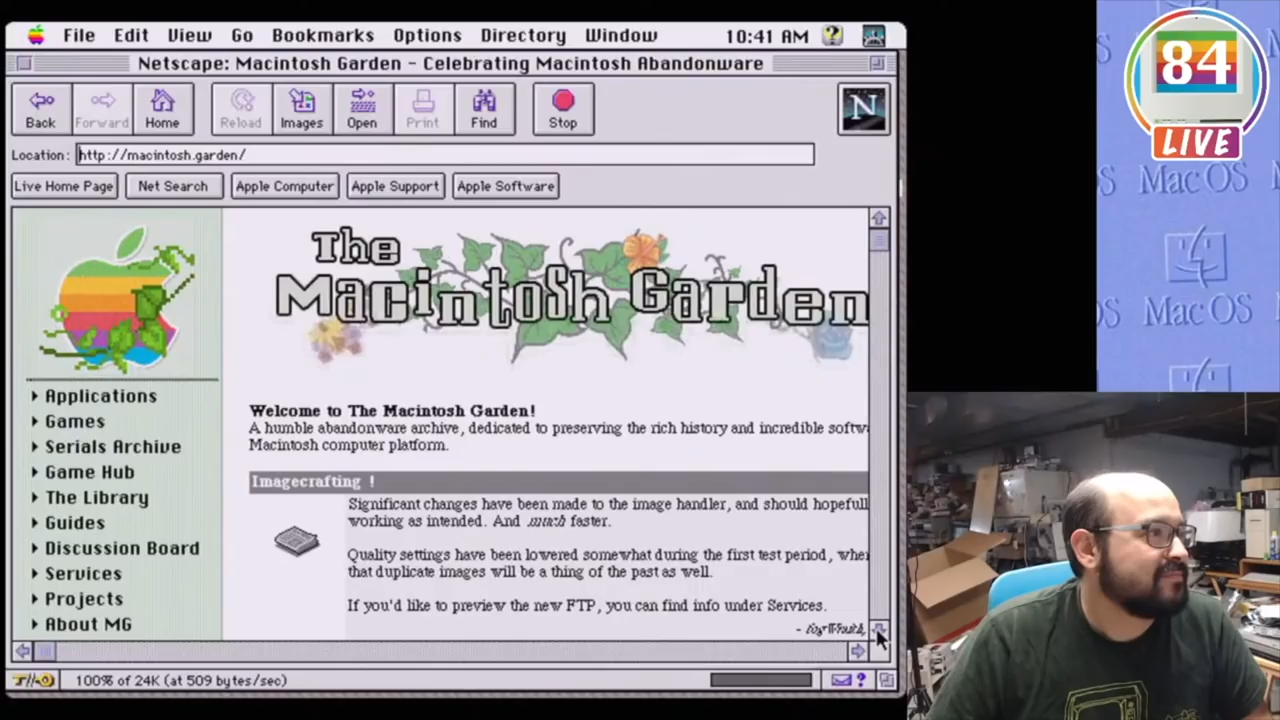 File Edit View Go Bookmarks Options Directory Window 10:41 AM
Netscape: Macintosh Garden - Celebrating Macintosh Abandonware
Back Forward Home Reload Images Open Print Find Stop
N
Location: http://macintosh.garden/
Live Home Page Net Search Apple Computer Apple Support Apple Software
The
Macintosh Garden
Applications
Games
Serials Archive
Game Hub
The Library
Guides
Discussion Board
Services
Projects
About MG
Welcome to The Macintosh Garden!
A humble abandonware archive, dedicated to preserving the rich history and incredible softw
Macintosh computer platform.
Imagecrafting !
Significant changes have been made to the image handler, and should hopefull
working as intended. And much faster.
Quality settings have been lowered somewhat during the first test period, whe
that duplicate images will be a thing of the past as well.
If you'd like to preview the new FTP, you can find info under Services.
100% of 24K (at 509 bytes/sec)
?
84
LIVE
MacOS
MacOS